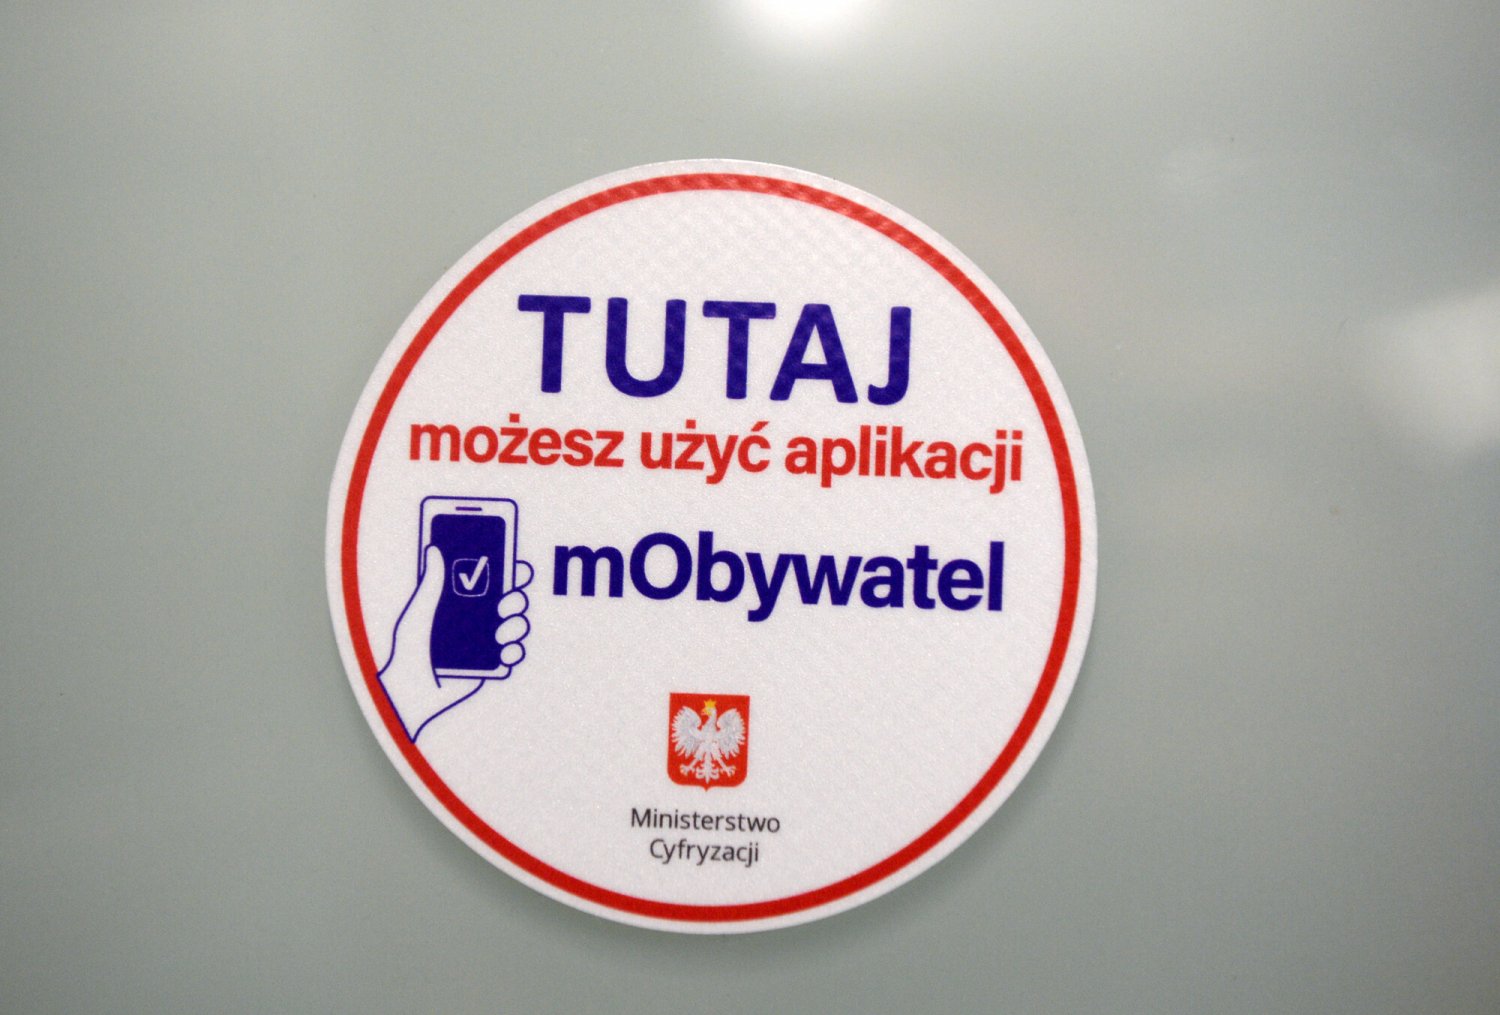 TUTAJ
możesz użyć aplikacji
mObywatel
Ministerstwo
Cyfryzacji